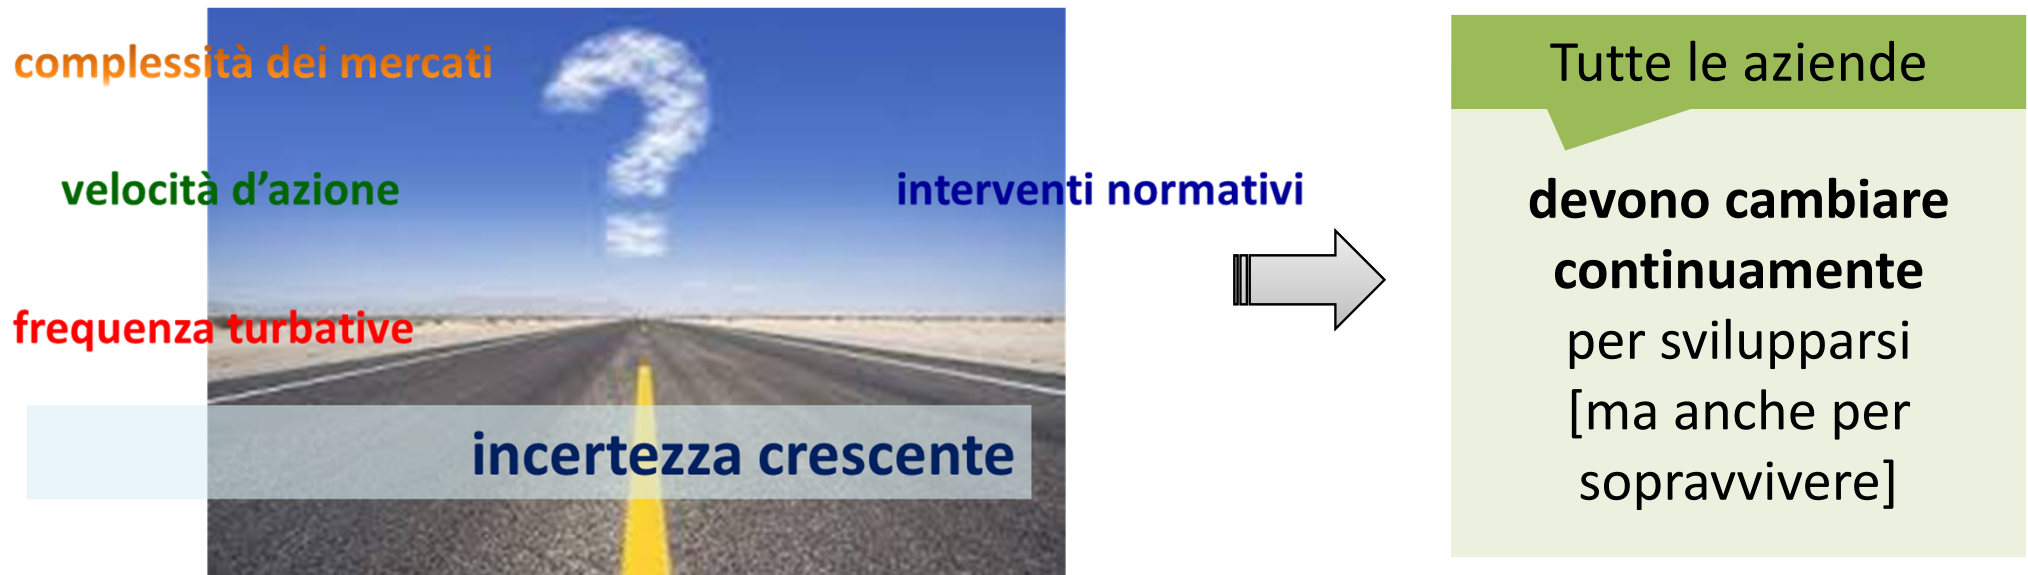 complessità dei mercati
velocità d’azione
interventi normativi
frequenza turbative
incertezza crescente
Tutte le aziende
devono cambiare
continuamente
per svilupparsi
[ma anche per
sopravvivere]